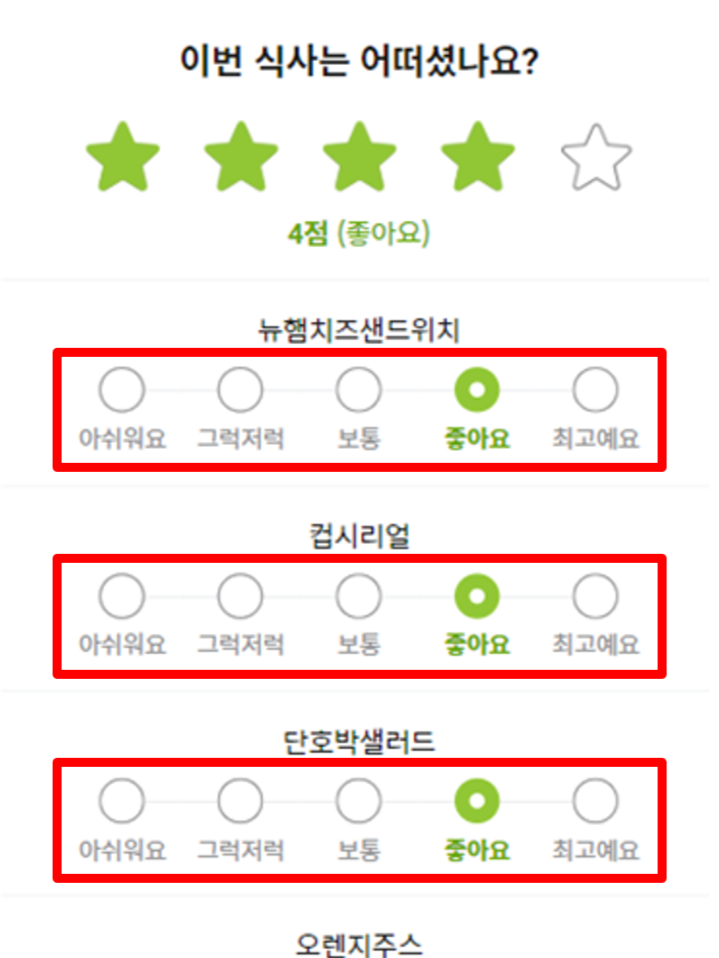 이번 식사는 어떠셨나요?
4점 (좋아요)
뉴햄치즈샌드위치
아쉬워요 그럭저럭 보통 좋아요 최고예요
컵시리얼
아쉬워요 그럭저럭 보통 좋아요 최고예요
단호박샐러드
아쉬워요 그럭저럭 보통 좋아요 최고예요
오렌지주스